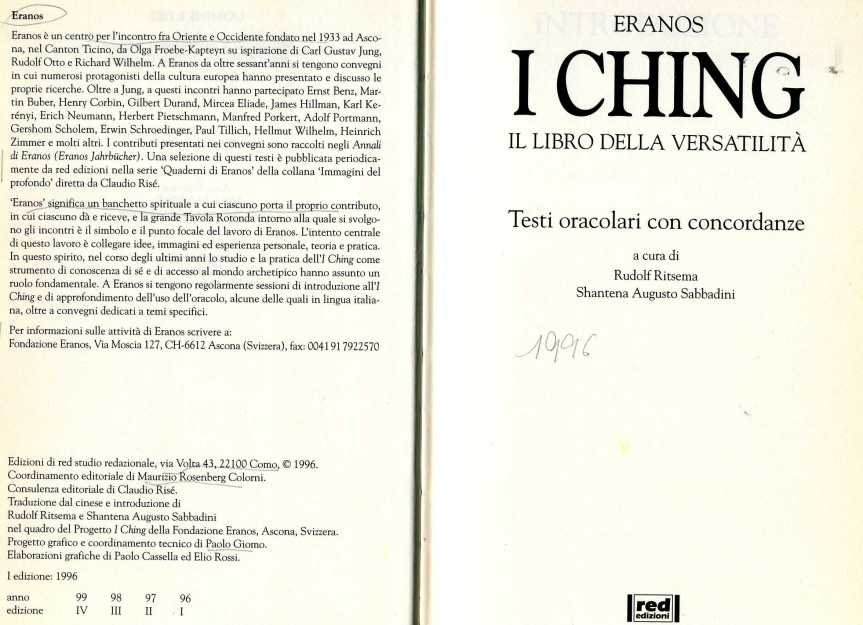 Eranos
Eranos è un centro per l'incontro fra Oriente e Occidente fondato nel 1933 ad Asco-
na, nel Canton Ticino, da Olga Froebe-Kapteyn su ispirazione di Carl Gustav Jung,
Rudolf Otto e Richard Wilhelm. A Eranos da oltre sessant'anni si tengono convegni
in cui numerosi protagonisti della cultura europea hanno presentato e discusso le
proprie ricerche. Oltre a Jung, a questi incontri hanno partecipato Ernst Benz, Mar-
tin Buber, Henry Corbin, Gilbert Durand, Mircea Eliade, James Hillman, Karl Ke-
rényi, Erich Neumann, Herbert Pietschmann, Manfred Porkert, Adolf Portmann,
Gershom Scholem, Erwin Schroedinger, Paul Tillich, Hellmut Wilhelm, Heinrich
Zimmer e molti altri. I contributi presentati nei convegni sono raccolti negli Annali
di Eranos (Eranos Jahrbücher). Una selezione di questi testi è pubblicata periodica-
mente da red edizioni nella serie 'Quaderni di Eranos' della collana 'Immagini del
profondo' diretta da Claudio Risé.
'Eranos' significa un banchetto spirituale a cui ciascuno porta il proprio contributo,
in cui ciascuno dà e riceve, e la grande Tavola Rotonda intorno alla quale si svolgo-
no gli incontri è il simbolo e il punto focale del lavoro di Eranos. L'intento centrale
di questo lavoro è collegare idee, immagini ed esperienza personale, teoria e pratica.
In questo spirito, nel corso degli ultimi anni lo studio e la pratica dell'I Ching come
strumento di conoscenza di sé e di accesso al mondo archetipico hanno assunto un
ruolo fondamentale. A Eranos si tengono regolarmente sessioni di introduzione all'I
Ching e di approfondimento dell'uso dell'oracolo, alcune delle quali in lingua italia-
na, oltre a convegni dedicati a temi specifici.
Per informazioni sulle attività di Eranos scrivere a:
Fondazione Eranos, Via Moscia 127, CH-6612 Ascona (Svizzera), fax: 0041 91 7922570
Edizioni di red studio redazionale, via Volta 43, 22100 Como, © 1996.
Coordinamento editoriale di Maurizio Rosenberg Colorni.
Consulenza editoriale di Claudio Risé.
Traduzione dal cinese e introduzione di
Rudolf Ritsema e Shantena Augusto Sabbadini
nel quadro del Progetto I Ching della Fondazione Eranos, Ascona, Svizzera.
Progetto grafico e coordinamento tecnico di Paolo Giomo.
Elaborazioni grafiche di Paolo Cassella ed Elio Rossi.
I edizione: 1996
anno 99 98 97 96
edizione IV III II I
ERANOS
I CHING
IL LIBRO DELLA VERSATILITÀ
Testi oracolari con concordanze
a cura di
Rudolf Ritsema
Shantena Augusto Sabbadini
1996
red
edizioni